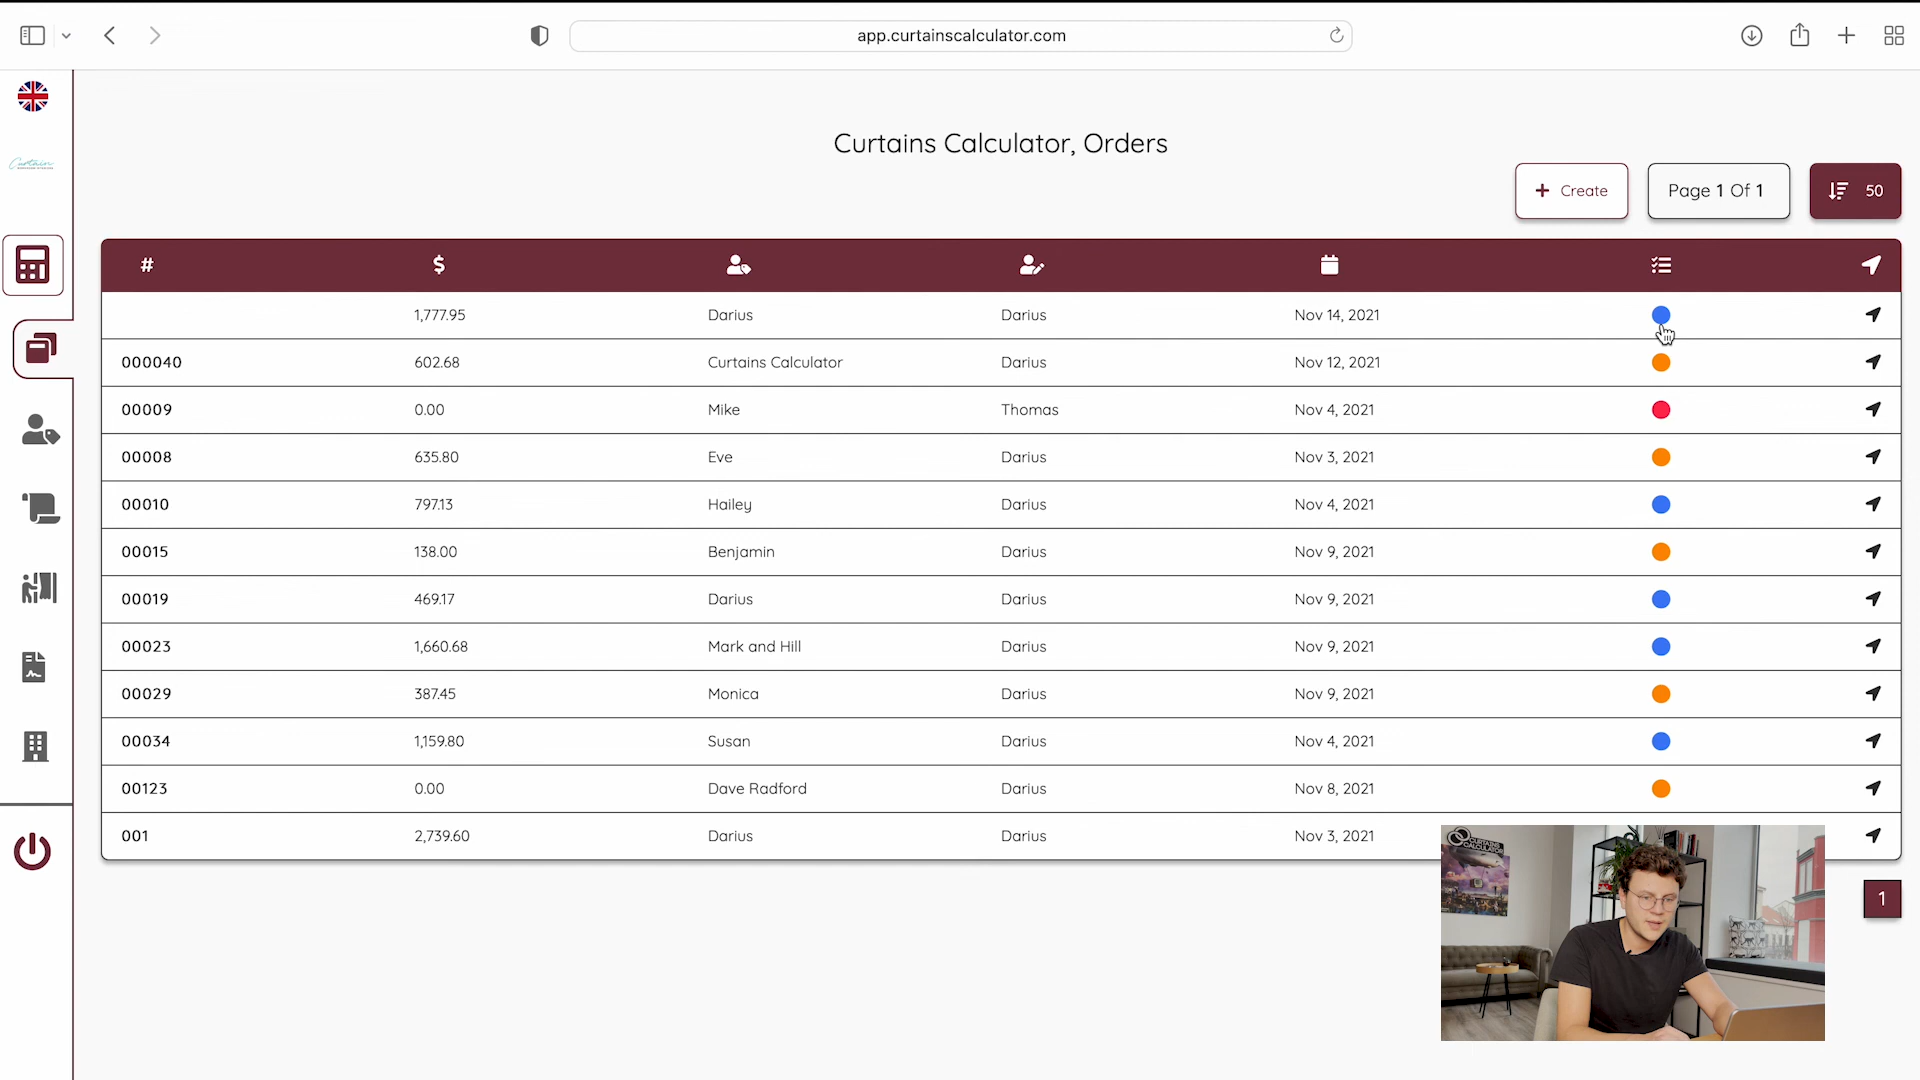 app.curtainscalculator.com
Curtain
Curtains Calculator, Orders
+ Create
Page 1 Of 1
50
# $
1,777.95 Darius Darius Nov 14, 2021
000040 602.68 Curtains Calculator Darius Nov 12, 2021
00009 0.00 Mike Thomas Nov 4, 2021
00008 635.80 Eve Darius Nov 3, 2021
00010 797.13 Hailey Darius Nov 4, 2021
00015 138.00 Benjamin Darius Nov 9, 2021
00019 469.17 Darius Darius Nov 9, 2021
00023 1,660.68 Mark and Hill Darius Nov 9, 2021
00029 387.45 Monica Darius Nov 9, 2021
00034 1,159.80 Susan Darius Nov 4, 2021
00123 0.00 Dave Radford Darius Nov 8, 2021
001 2,739.60 Darius Darius Nov 3, 2021
CURTAINS
CALCULATOR
1